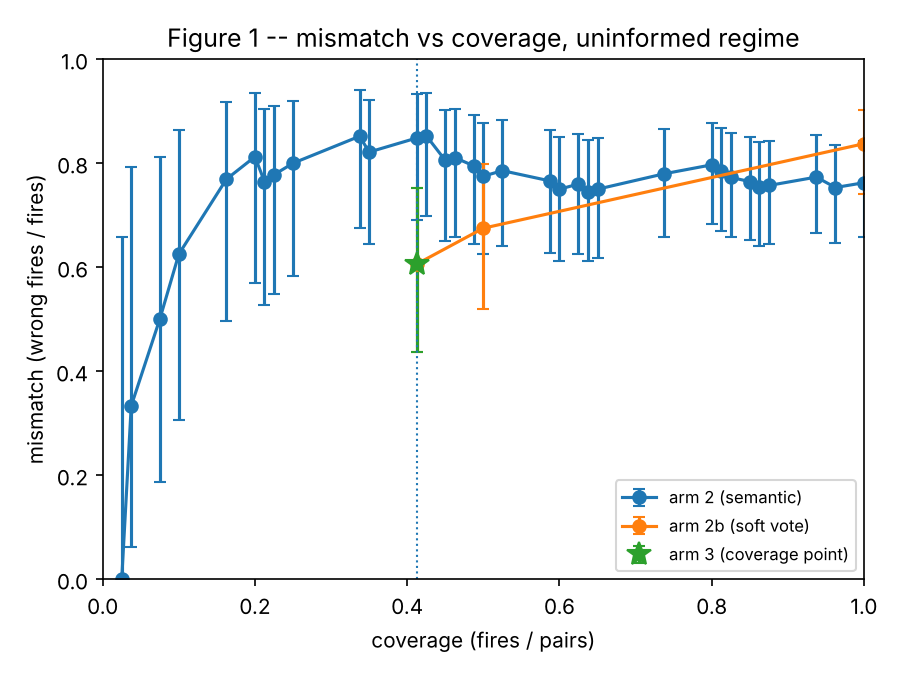 Figure 1 -- mismatch vs coverage, uninformed regime
mismatch (wrong fires / fires)
1.0
0.8
0.6
0.4
0.2
0.0
0.0 0.2 0.4 0.6 0.8 1.0
coverage (fires / pairs)
arm 2 (semantic)
arm 2b (soft vote)
arm 3 (coverage point)